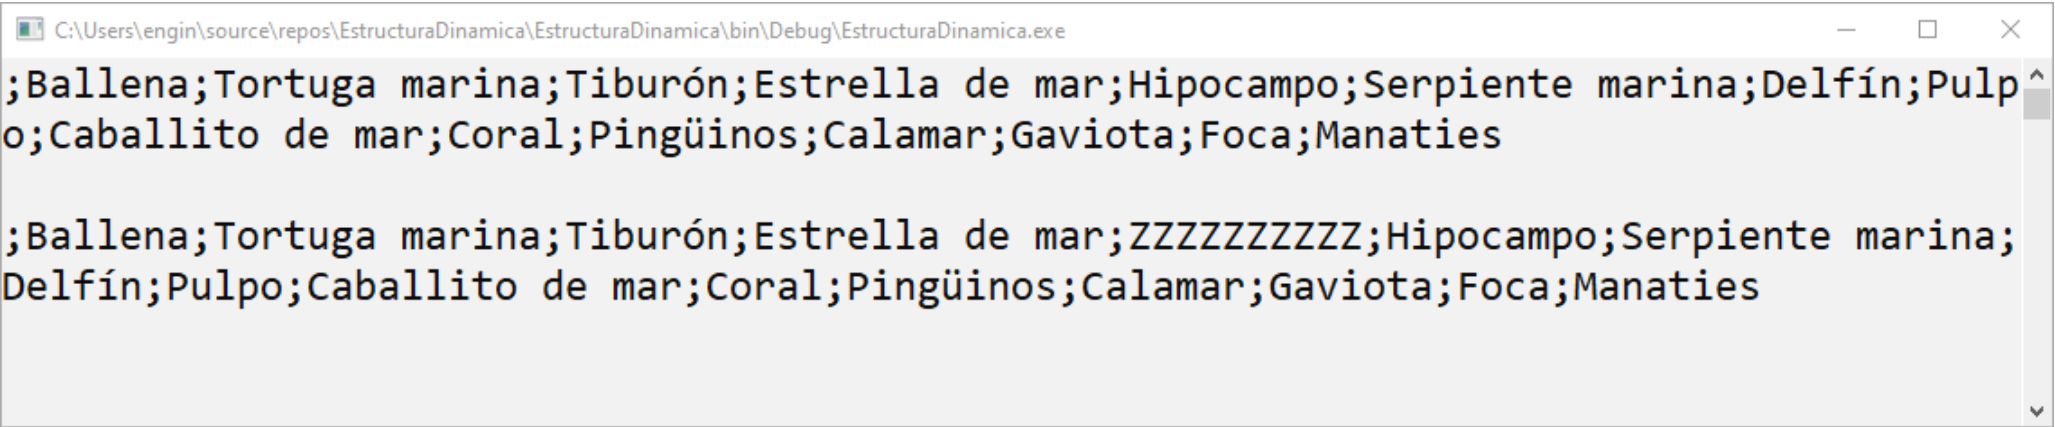 C:\Users\engin\source\repos\EstructuraDinamica\EstructuraDinamica\bin\Debug\EstructuraDinamica.exe
;Ballena;Tortuga marina;Tiburón;Estrella de mar;Hipocampo;Serpiente marina;Delfín;Pulp
o;Caballito de mar;Coral;Pingüinos;Calamar;Gaviota;Foca;Manaties
;Ballena;Tortuga marina;Tiburón;Estrella de mar;ZZZZZZZZZZ;Hipocampo;Serpiente marina;
Delfín;Pulpo;Caballito de mar;Coral;Pingüinos;Calamar;Gaviota;Foca;Manaties